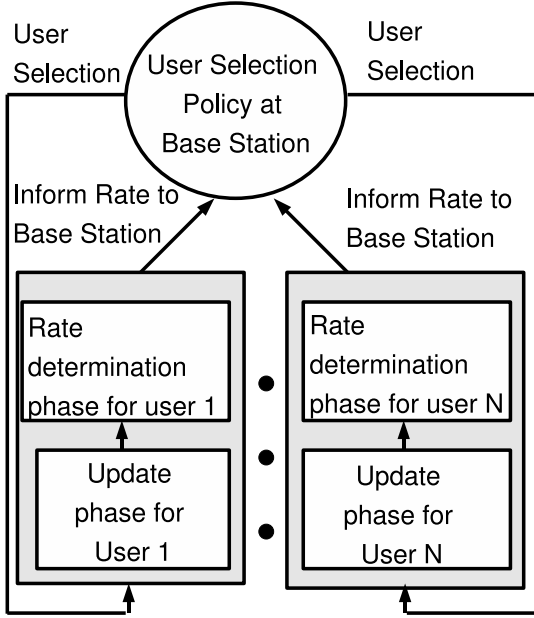 User
Selection
User Selection
Policy at
Base Station
User
Selection
Inform Rate to
Base Station
Inform Rate to
Base Station
Rate
determination
phase for user 1
Update
phase for
User 1
Rate
determination
phase for user N
Update
phase for
User N